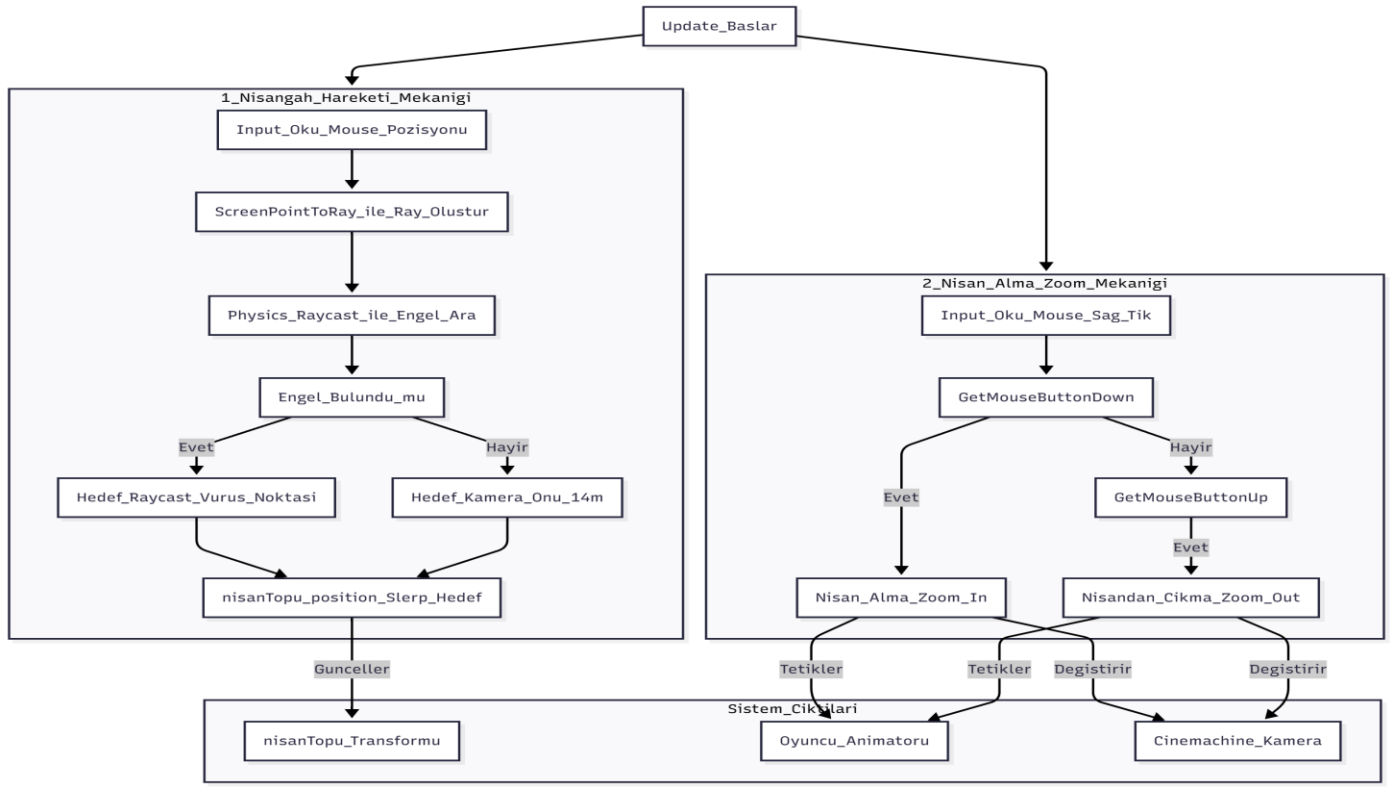 Update_Baslar
1_Nisangah_Hareketi_Mekanigi
Input_Oku_Mouse_Pozisyonu
ScreenPointToRay_ile_Ray_Olustur
Physics_Raycast_ile_Engel_Ara
Engel_Bulundu_mu
Evet
Hayir
Hedef_Raycast_Vurus_Noktasi
Hedef_Kamera_Onu_14m
nisanTopu_position_Slerp_Hedef
Gunceller
2_Nisan_Alma_Zoom_Mekanigi
Input_Oku_Mouse_Sag_Tik
GetMouseButtonDown
Hayir
Evet
GetMouseButtonUp
Evet
Nisan_Alma_Zoom_In
Nisandan_Cikma_Zoom_Out
Tetikler
Tetikler
Degistirir
Degistirir
Sistem_Ciktilari
nisanTopu_Transformu
Oyuncu_Animatoru
Cinemachine_Kamera